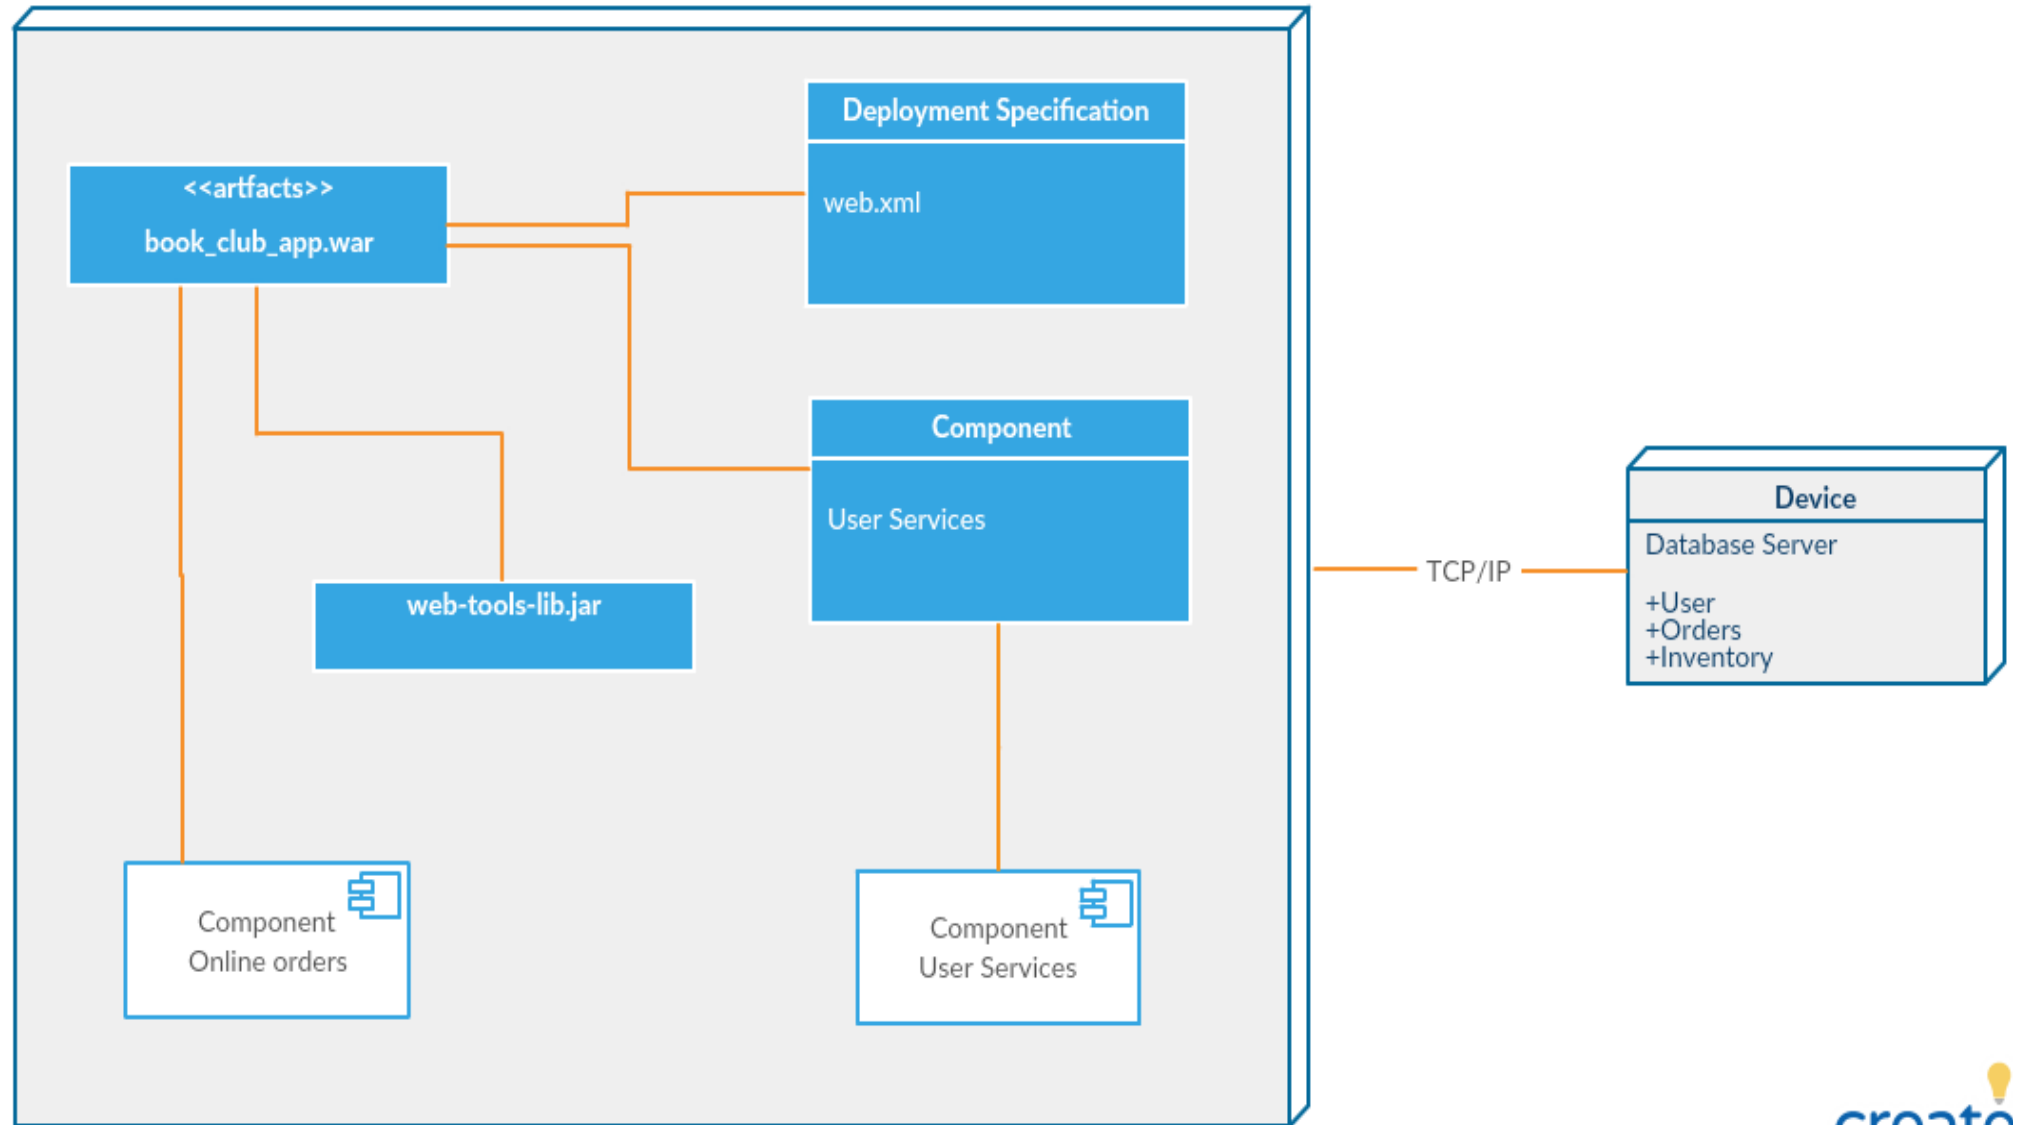 Deployment Specification
web.xml
<<artfacts>>
book_club_app.war
Component
User Services
web-tools-lib.jar
Component
Online orders
Component
User Services
TCP/IP
Device
Database Server
+User
+Orders
+Inventory